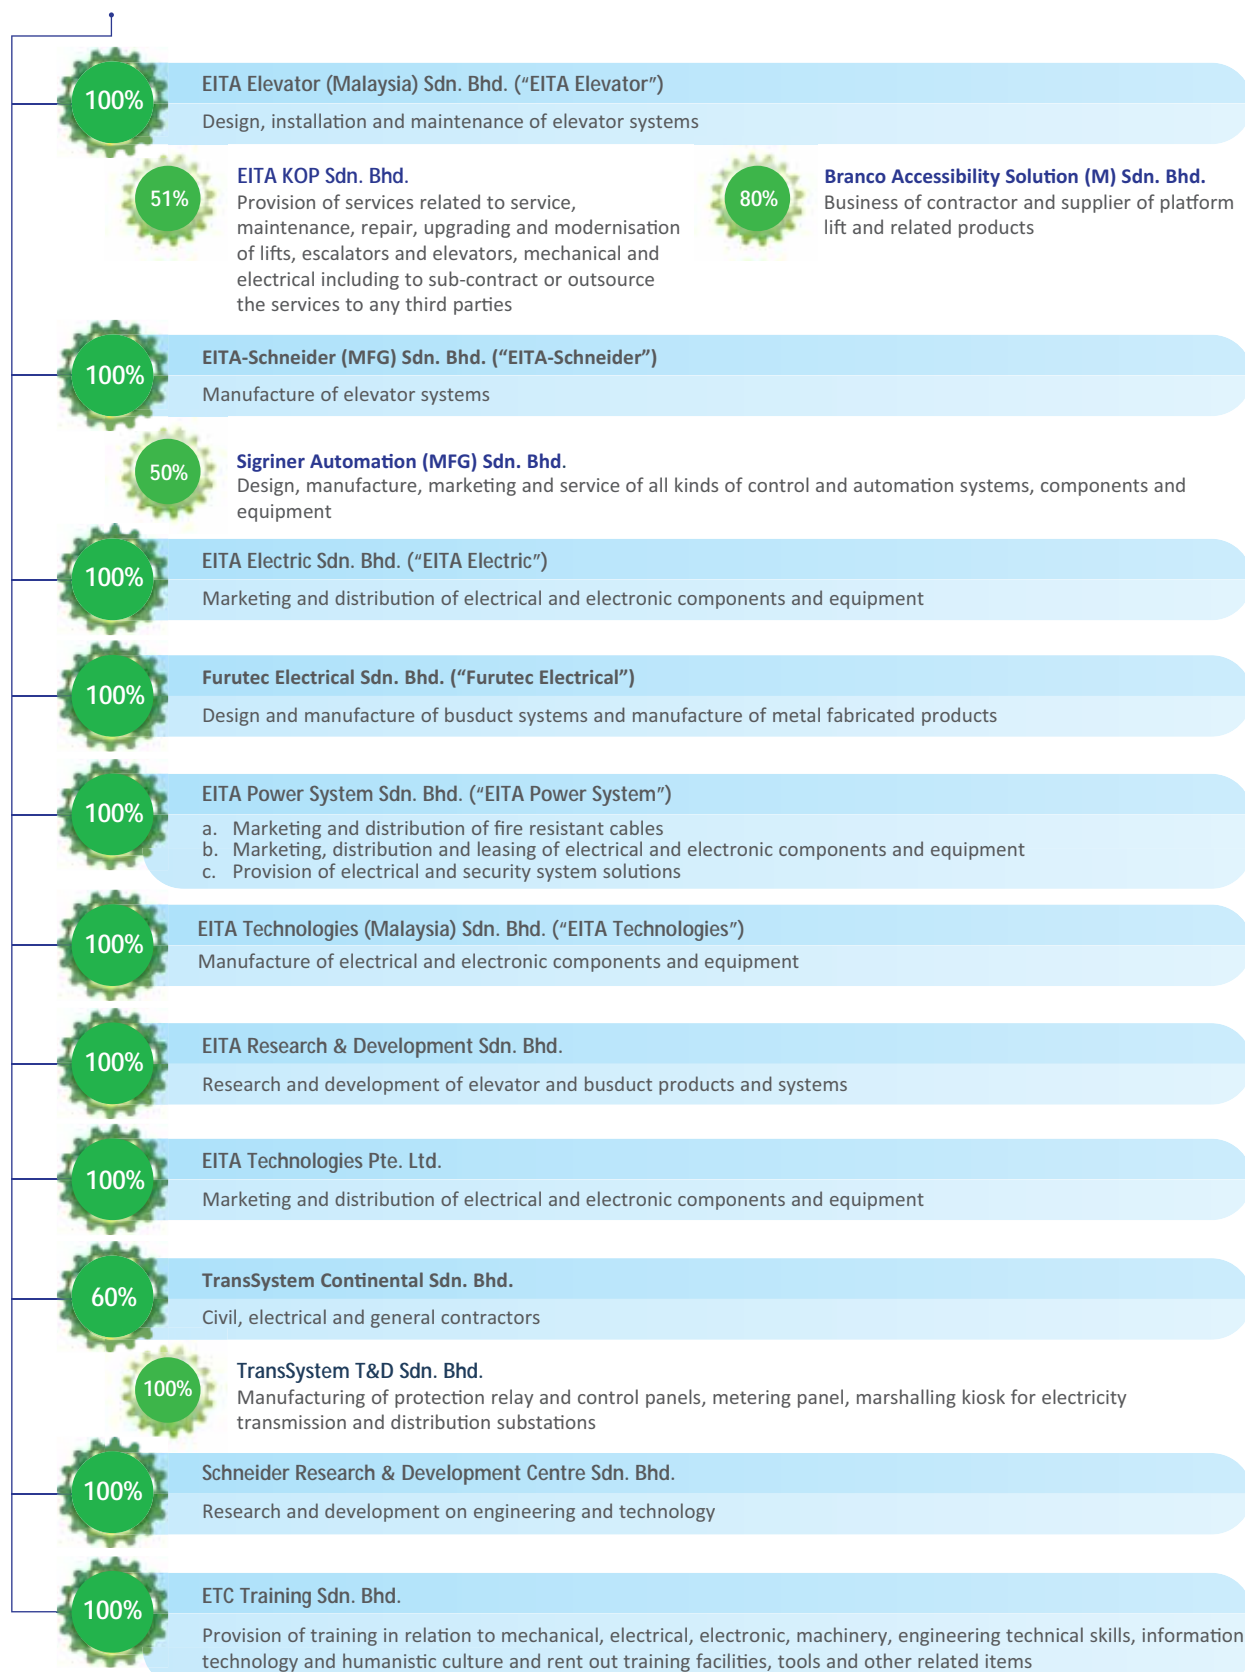 100%
EITA Elevator (Malaysia) Sdn. Bhd. (“EITA Elevator”)
Design, installation and maintenance of elevator systems
51%
EITA KOP Sdn. Bhd.
Provision of services related to service,
maintenance, repair, upgrading and modernisation
of lifts, escalators and elevators, mechanical and
electrical including to sub-contract or outsource
the services to any third parties
80%
Branco Accessibility Solution (M) Sdn. Bhd.
Business of contractor and supplier of platform
lift and related products
100%
EITA-Schneider (MFG) Sdn. Bhd. (“EITA-Schneider”)
Manufacture of elevator systems
50%
Sigriner Automation (MFG) Sdn. Bhd.
Design, manufacture, marketing and service of all kinds of control and automation systems, components and
equipment
100%
EITA Electric Sdn. Bhd. (“EITA Electric”)
Marketing and distribution of electrical and electronic components and equipment
100%
Furutec Electrical Sdn. Bhd. (“Furutec Electrical”)
Design and manufacture of busduct systems and manufacture of metal fabricated products
100%
EITA Power System Sdn. Bhd. (“EITA Power System”)
a. Marketing and distribution of fire resistant cables
b. Marketing, distribution and leasing of electrical and electronic components and equipment
c. Provision of electrical and security system solutions
100%
EITA Technologies (Malaysia) Sdn. Bhd. (“EITA Technologies”)
Manufacture of electrical and electronic components and equipment
100%
EITA Research & Development Sdn. Bhd.
Research and development of elevator and busduct products and systems
100%
EITA Technologies Pte. Ltd.
Marketing and distribution of electrical and electronic components and equipment
60%
TransSystem Continental Sdn. Bhd.
Civil, electrical and general contractors
100%
TransSystem T&D Sdn. Bhd.
Manufacturing of protection relay and control panels, metering panel, marshalling kiosk for electricity
transmission and distribution substations
100%
Schneider Research & Development Centre Sdn. Bhd.
Research and development on engineering and technology
100%
ETC Training Sdn. Bhd.
Provision of training in relation to mechanical, electrical, electronic, machinery, engineering technical skills, information
technology and humanistic culture and rent out training facilities, tools and other related items